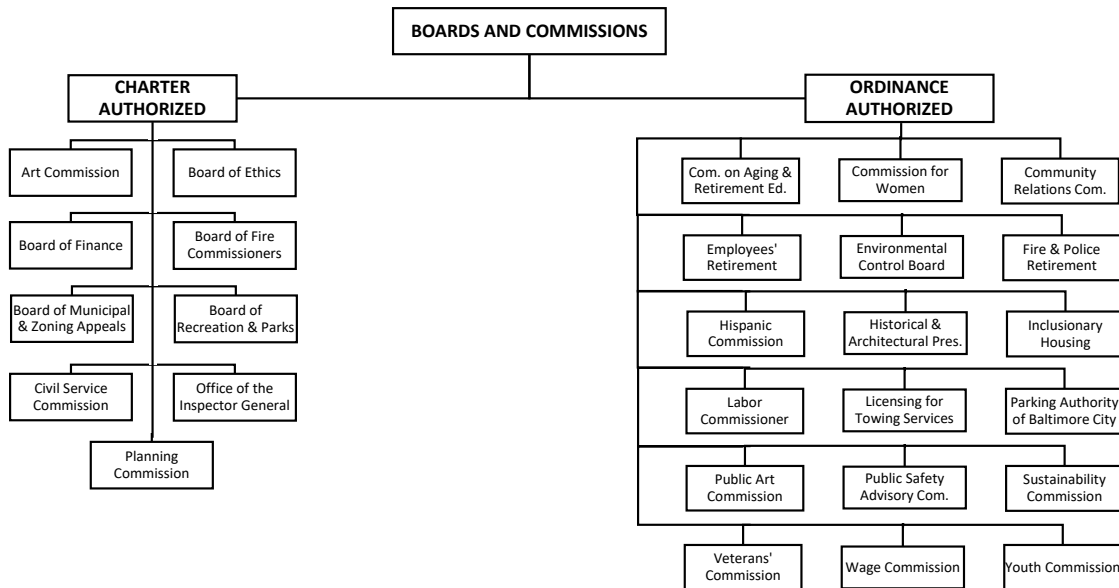 BOARDS AND COMMISSIONS
CHARTER
AUTHORIZED
Art Commission
Board of Ethics
Board of Finance
Board of Fire
Commissioners
Board of Municipal
& Zoning Appeals
Board of
Recreation & Parks
Civil Service
Commission
Office of the
Inspector General
Planning
Commission
ORDINANCE
AUTHORIZED
Com. on Aging &
Retirement Ed.
Commission for
Women
Community
Relations Com.
Employees'
Retirement
Environmental
Control Board
Fire & Police
Retirement
Hispanic
Commission
Historical &
Architectural Pres.
Inclusionary
Housing
Labor
Commissioner
Licensing for
Towing Services
Parking Authority
of Baltimore City
Public Art
Commission
Public Safety
Advisory Com.
Sustainability
Commission
Veterans'
Commission
Wage Commission
Youth Commission